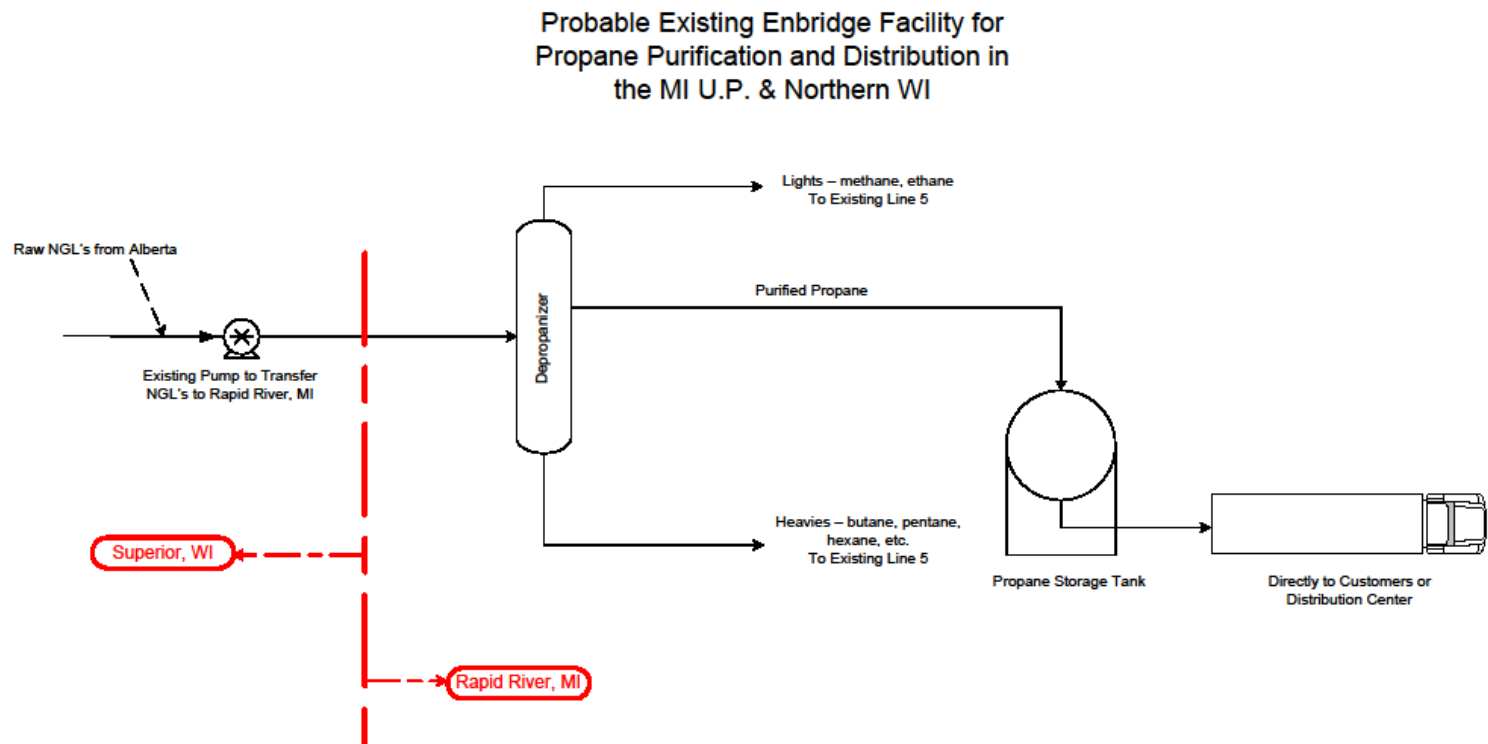 Probable Existing Enbridge Facility for
Propane Purification and Distribution in
the MI U.P. & Northern WI
Lights – methane, ethane
To Existing Line 5
Raw NGL's from Alberta
Purified Propane
Depropanizer
Existing Pump to Transfer
NGL's to Rapid River, MI
Heavies – butane, pentane,
hexane, etc.
To Existing Line 5
Superior, WI
Propane Storage Tank
Directly to Customers or
Distribution Center
Rapid River, MI